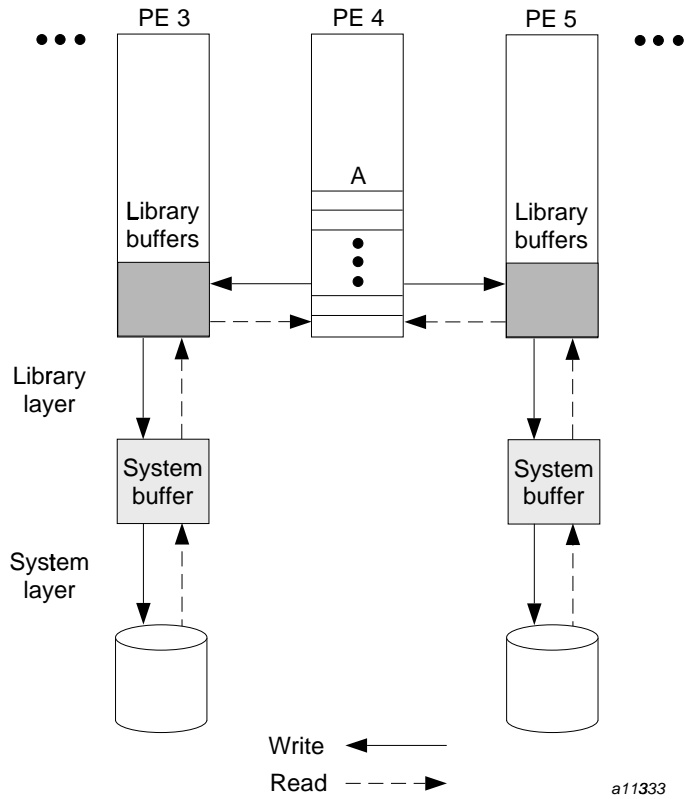 PE 3
PE 4
PE 5
A
Library
buffers
Library
buffers
Library
layer
System
buffer
System
buffer
System
layer
Write
Read
a11333